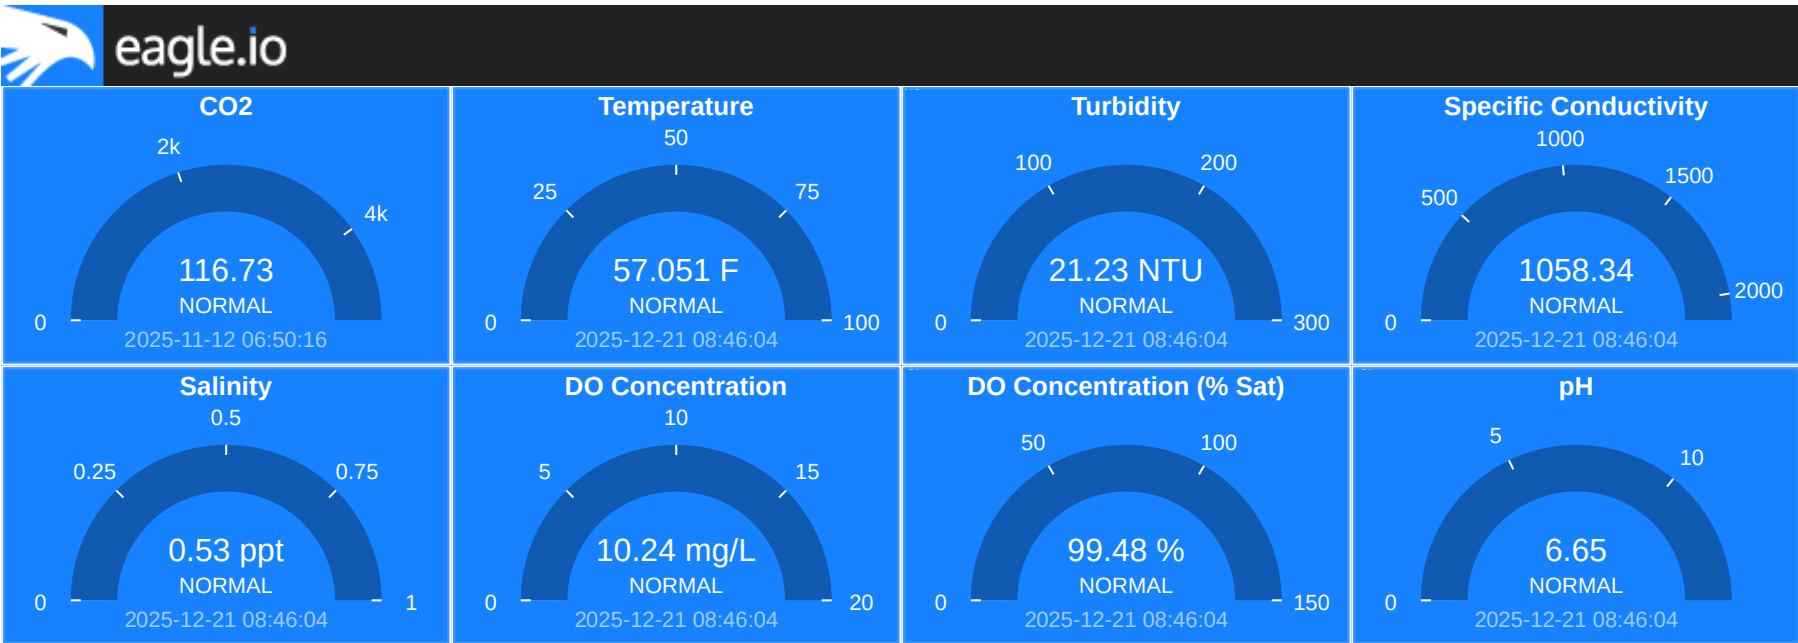 eagle.io
CO2
2k
4k
0
116.73
NORMAL
2025-11-12 06:50:16
Temperature
50
25
75
0
100
57.051 F
NORMAL
2025-12-21 08:46:04
Turbidity
100
200
0
300
21.23 NTU
NORMAL
2025-12-21 08:46:04
Specific Conductivity
1000
500
1500
0
2000
1058.34
NORMAL
2025-12-21 08:46:04
Salinity
0.5
0.25
0.75
0
1
0.53 ppt
NORMAL
2025-12-21 08:46:04
DO Concentration
10
5
15
0
20
10.24 mg/L
NORMAL
2025-12-21 08:46:04
DO Concentration (% Sat)
50
100
0
150
99.48 %
NORMAL
2025-12-21 08:46:04
pH
5
10
0
6.65
NORMAL
2025-12-21 08:46:04